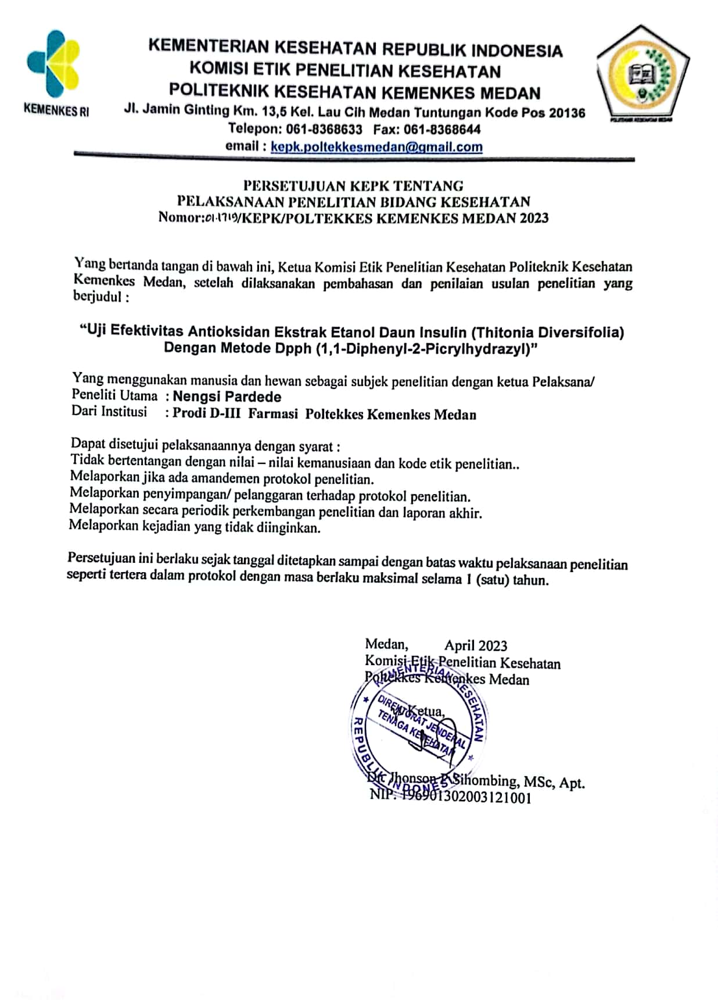 KEMENKES RI
KEMENTERIAN KESEHATAN REPUBLIK INDONESIA
KOMISI ETIK PENELITIAN KESEHATAN
POLITEKNIK KESEHATAN KEMENKES MEDAN
Jl. Jamin Ginting Km. 13,5 Kel. Lau Cih Medan Tuntungan Kode Pos 20136
Telepon: 061-8368633 Fax: 061-8368644
email : kepk.poltekkesmedan@gmail.com
POLITEKNIK KESEHATAN MEDAN
PERSETUJUAN KEPK TENTANG
PELAKSANAAN PENELITIAN BIDANG KESEHATAN
Nomor:01.1719/KEPK/POLTEKKES KEMENKES MEDAN 2023
Yang bertanda tangan di bawah ini, Ketua Komisi Etik Penelitian Kesehatan Politeknik Kesehatan
Kemenkes Medan, setelah dilaksanakan pembahasan dan penilaian usulan penelitian yang
berjudul :
“Uji Efektivitas Antioksidan Ekstrak Etanol Daun Insulin (Thitonia Diversifolia)
Dengan Metode Dpph (1,1-Diphenyl-2-Picrylhydrazyl)”
Yang menggunakan manusia dan hewan sebagai subjek penelitian dengan ketua Pelaksana/
Peneliti Utama : Nengsi Pardede
Dari Institusi : Prodi D-III Farmasi Poltekkes Kemenkes Medan
Dapat disetujui pelaksanaannya dengan syarat :
Tidak bertentangan dengan nilai – nilai kemanusiaan dan kode etik penelitian..
Melaporkan jika ada amandemen protokol penelitian.
Melaporkan penyimpangan/ pelanggaran terhadap protokol penelitian.
Melaporkan secara periodik perkembangan penelitian dan laporan akhir.
Melaporkan kejadian yang tidak diinginkan.
Persetujuan ini berlaku sejak tanggal ditetapkan sampai dengan batas waktu pelaksanaan penelitian
seperti tertera dalam protokol dengan masa berlaku maksimal selama 1 (satu) tahun.
Medan, April 2023
Komisi Etik Penelitian Kesehatan
Poltekkes Kemenkes Medan
Ketua,
KEMENTERIAN KESEHATAN
DIREKTORAT JENDERAL
TENAGA KESEHATAN
REPUBLIK INDONESIA
Dr. Jhonson P Sihombing, MSc, Apt.
NIP. 196901302003121001